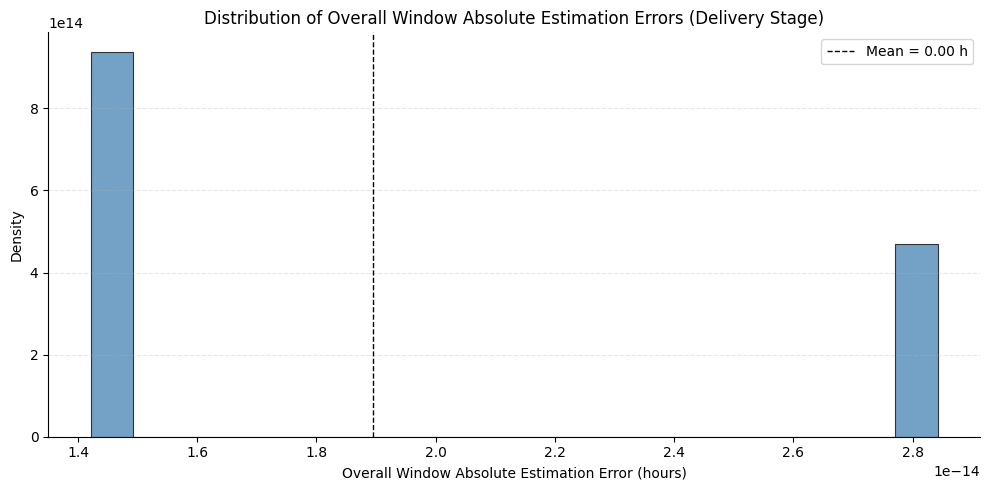 Distribution of Overall Window Absolute Estimation Errors (Delivery Stage)
1e14
Mean = 0.00 h
8
6
4
2
0
Density
1.4 1.6 1.8 2.0 2.2 2.4 2.6 2.8
1e−14
Overall Window Absolute Estimation Error (hours)